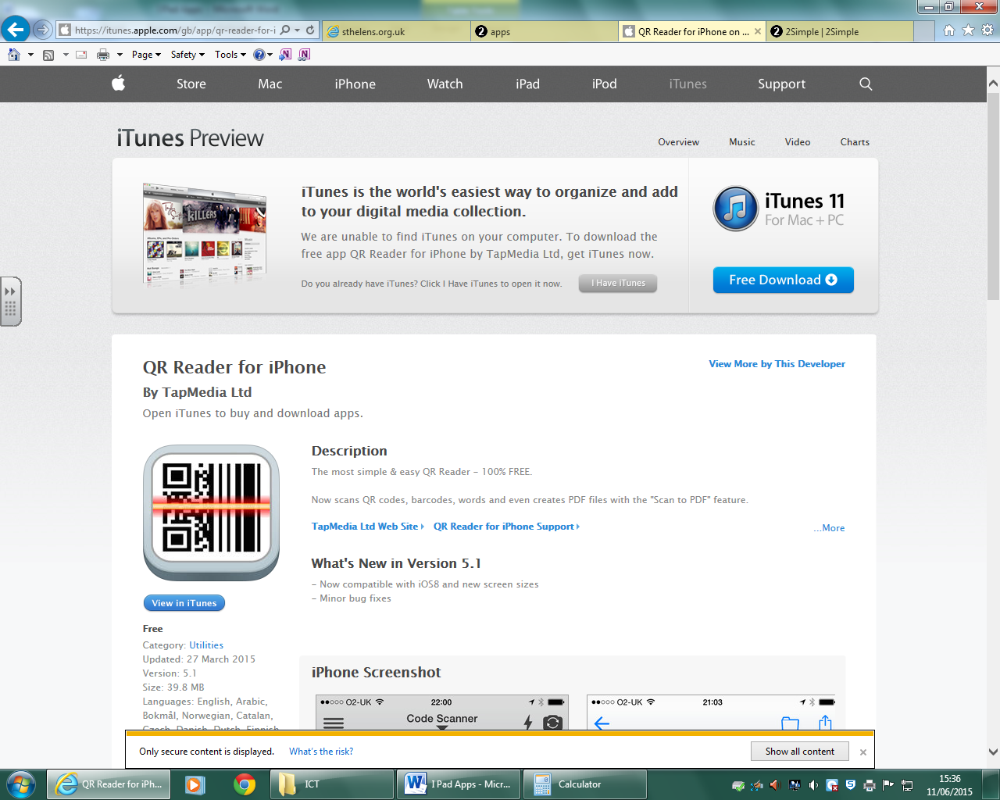 https://itunes.apple.com/gb/app/qr-reader-for-i
sthelens.org.uk
2 apps
QR Reader for iPhone on ...
2 2Simple | 2Simple
Page Safety Tools
Store Mac iPhone Watch iPad iPod iTunes Support
iTunes Preview
Overview Music Video Charts
iTunes is the world's easiest way to organize and add
to your digital media collection.
We are unable to find iTunes on your computer. To download the
free app QR Reader for iPhone by TapMedia Ltd, get iTunes now.
Do you already have iTunes? Click I Have iTunes to open it now.
I Have iTunes
iTunes 11
For Mac + PC
Free Download
KILLERS
QR Reader for iPhone
View More by This Developer
By TapMedia Ltd
Open iTunes to buy and download apps.
Description
The most simple & easy QR Reader - 100% FREE.
Now scans QR codes, barcodes, words and even creates PDF files with the "Scan to PDF" feature.
TapMedia Ltd Web Site QR Reader for iPhone Support
...More
What's New in Version 5.1
- Now compatible with iOS8 and new screen sizes
- Minor bug fixes
View in iTunes
Free
Category: Utilities
Updated: 27 March 2015
Version: 5.1
Size: 39.8 MB
Languages: English, Arabic,
Bokmål, Norwegian, Catalan,
Czech, Danish, Dutch, Finnish
iPhone Screenshot
O2-UK 22:00
Code Scanner
O2-UK 21:03
Only secure content is displayed. What's the risk?
Show all content
QR Reader for iPh...
ICT
I Pad Apps - Micr...
Calculator
15:36
11/06/2015